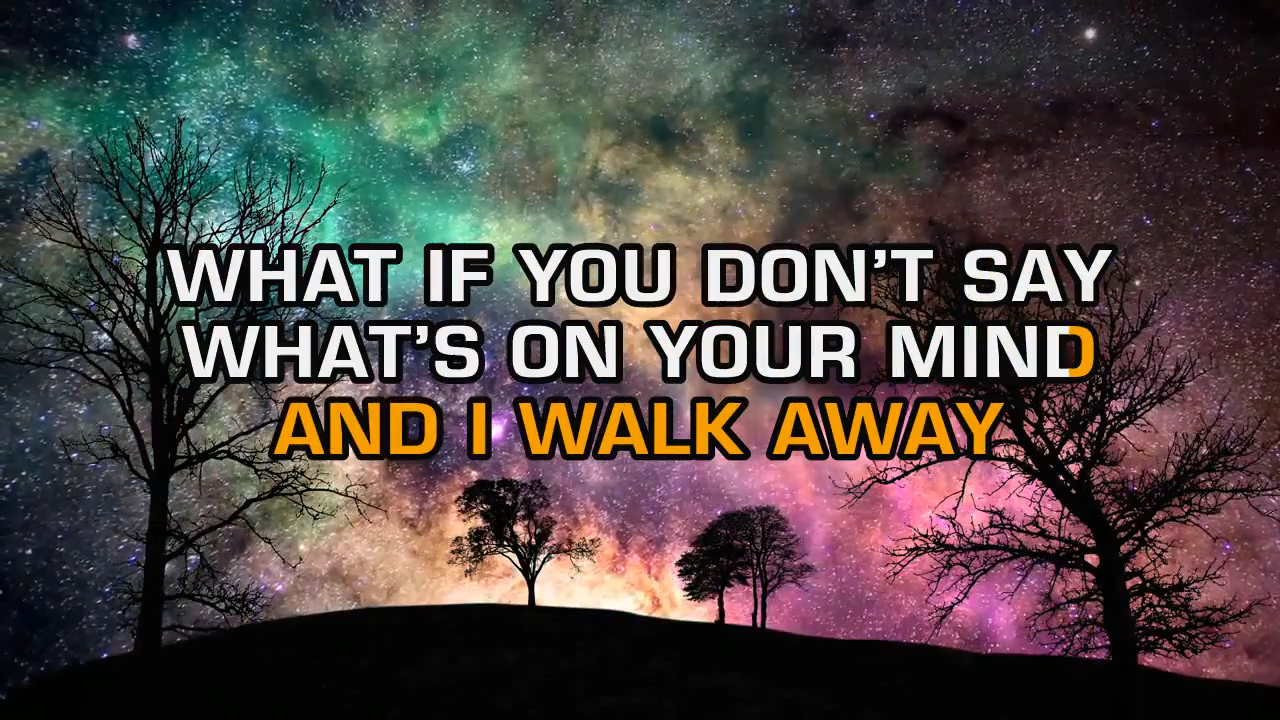 WHAT IF YOU DON'T SAY
WHAT'S ON YOUR MIND
AND I WALK AWAY